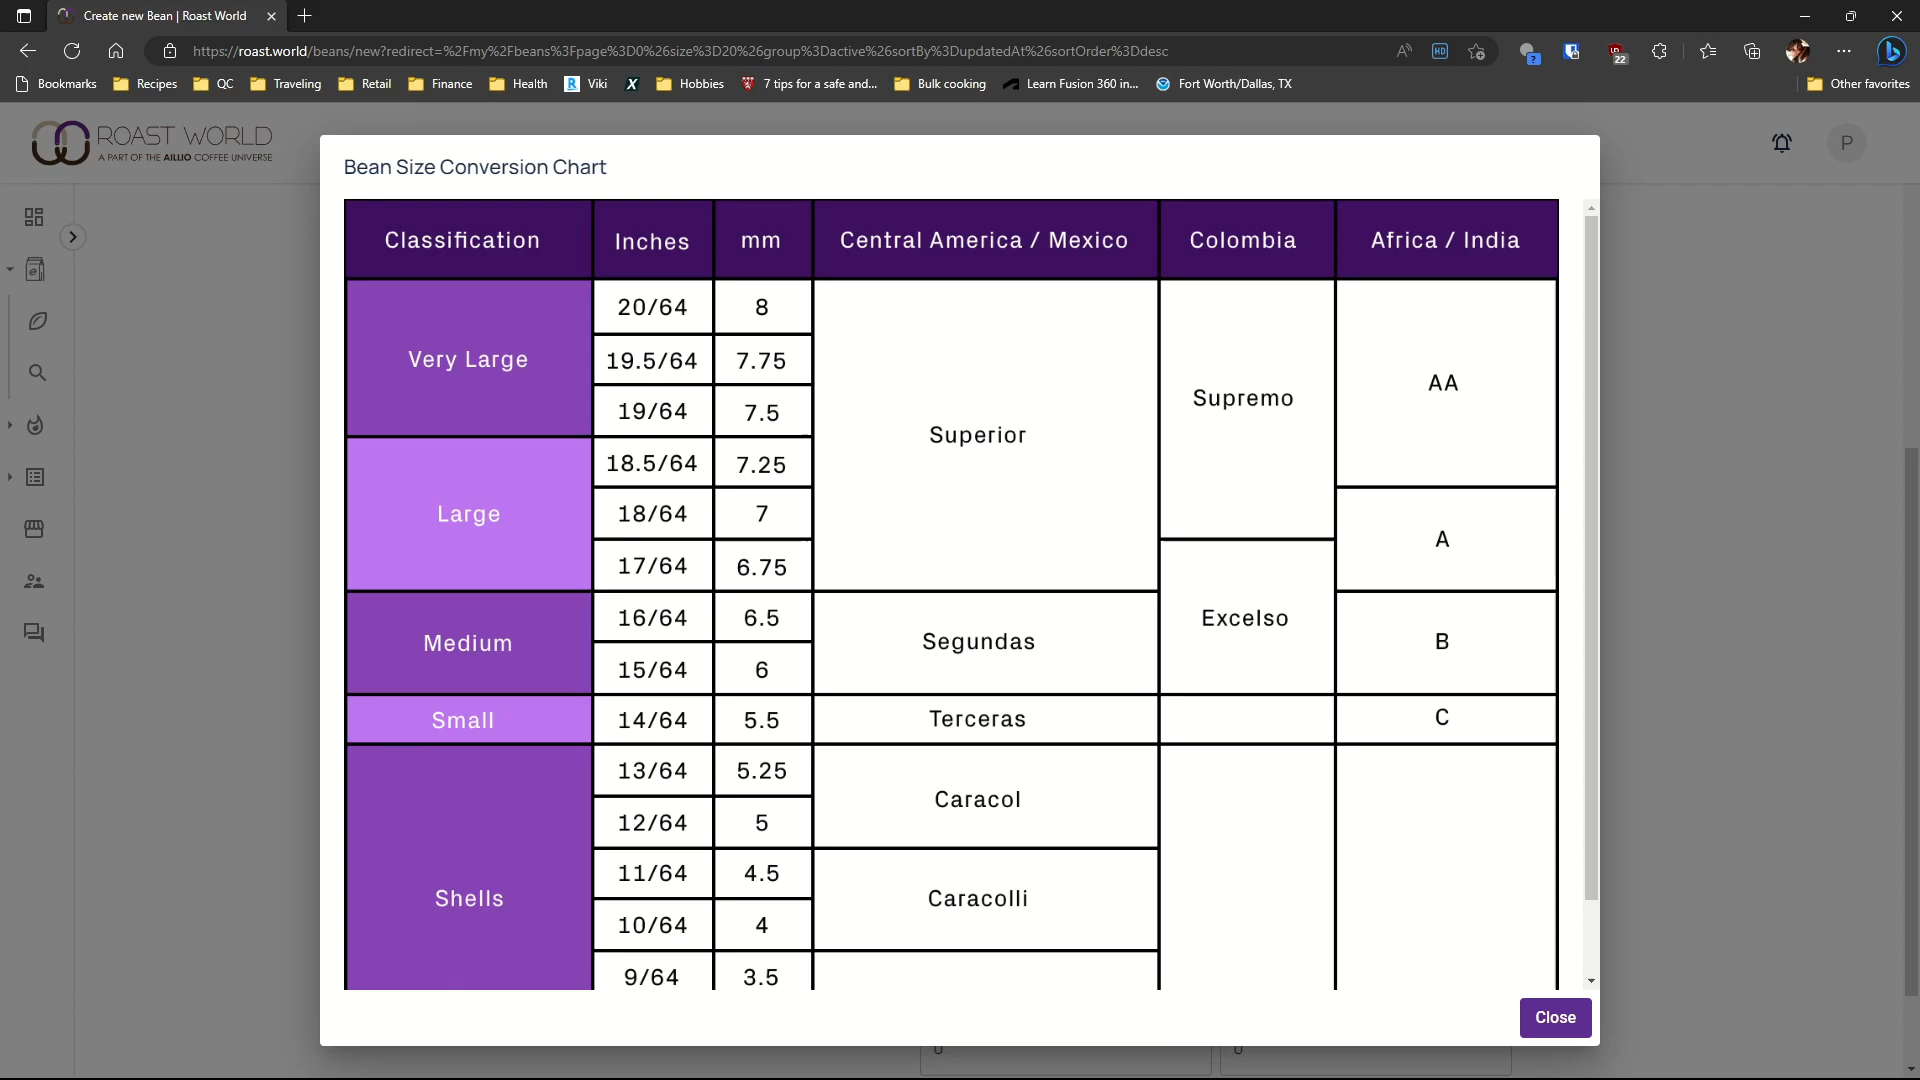 Create new Bean | Roast World
https://roast.world/beans/new?redirect=%2Fmy%2Fbeans%3Fpage%3D0%26size%3D20%26group%3Dactive%26sortBy%3DupdatedAt%26sortOrder%3Ddesc
HD
22
Bookmarks Recipes QC Traveling Retail Finance Health Viki Hobbies 7 tips for a safe and... Bulk cooking Learn Fusion 360 in... Fort Worth/Dallas, TX Other favorites
ROAST WORLD
A PART OF THE AILLIO COFFEE UNIVERSE
P
Bean Size Conversion Chart
Classification Inches mm Central America / Mexico Colombia Africa / India
20/64 8
Very Large 19.5/64 7.75
AA
Supremo
19/64 7.5
Superior
18.5/64 7.25
Large 18/64 7
A
17/64 6.75
16/64 6.5 Excelso
Medium Segundas B
15/64 6
Small 14/64 5.5 Terceras C
13/64 5.25
Caracol
12/64 5
11/64 4.5
Shells Caracolli
10/64 4
9/64 3.5
Close